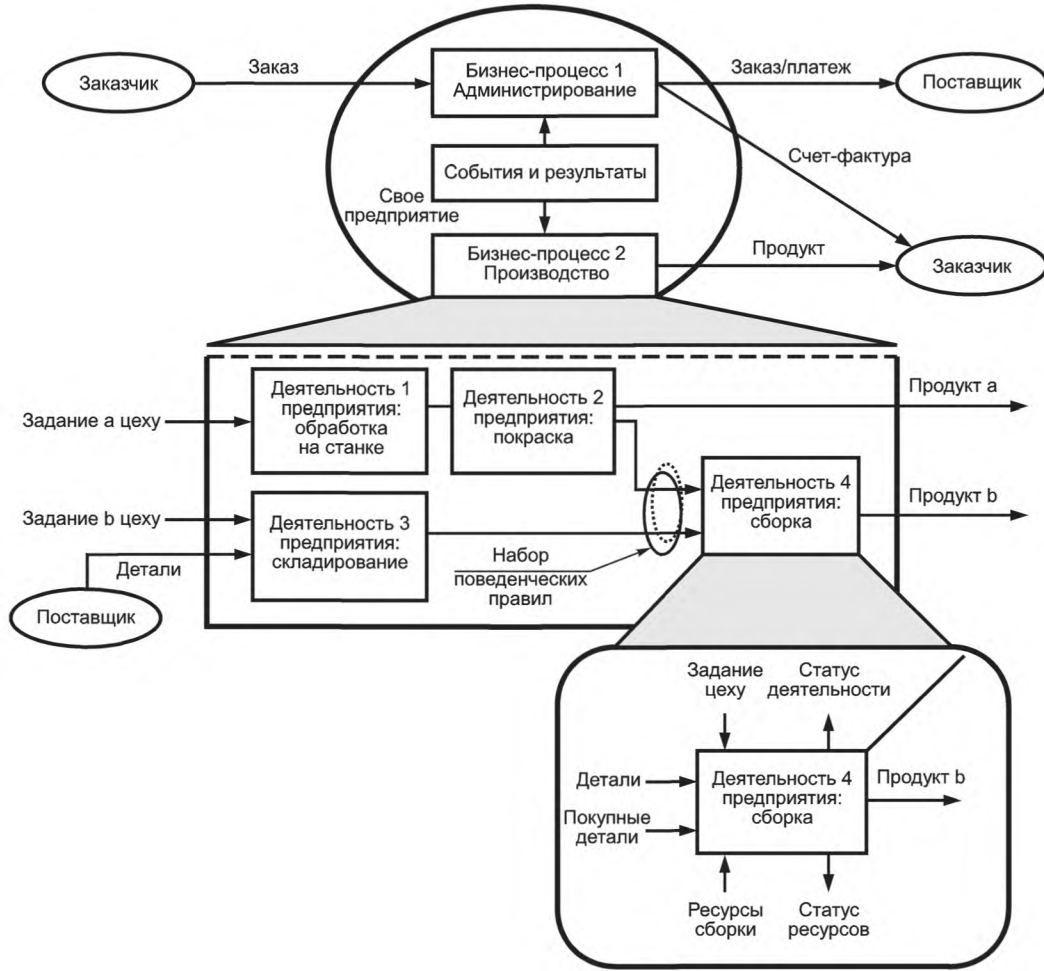 Заказчик
Заказ
Бизнес-процесс 1
Администрирование
Заказ/платеж
Поставщик
События и результаты
Счет-фактура
Свое
предприятие
Бизнес-процесс 2
Производство
Продукт
Заказчик
Задание a цеху
Деятельность 1
предприятия:
обработка
на станке
Деятельность 2
предприятия:
покраска
Продукт a
Задание b цеху
Детали
Поставщик
Деятельность 3
предприятия:
складирование
Набор
поведенческих
правил
Деятельность 4
предприятия:
сборка
Продукт b
Задание
цеху
Статус
деятельности
Детали
Покупные
детали
Деятельность 4
предприятия:
сборка
Продукт b
Ресурсы
сборки
Статус
ресурсов